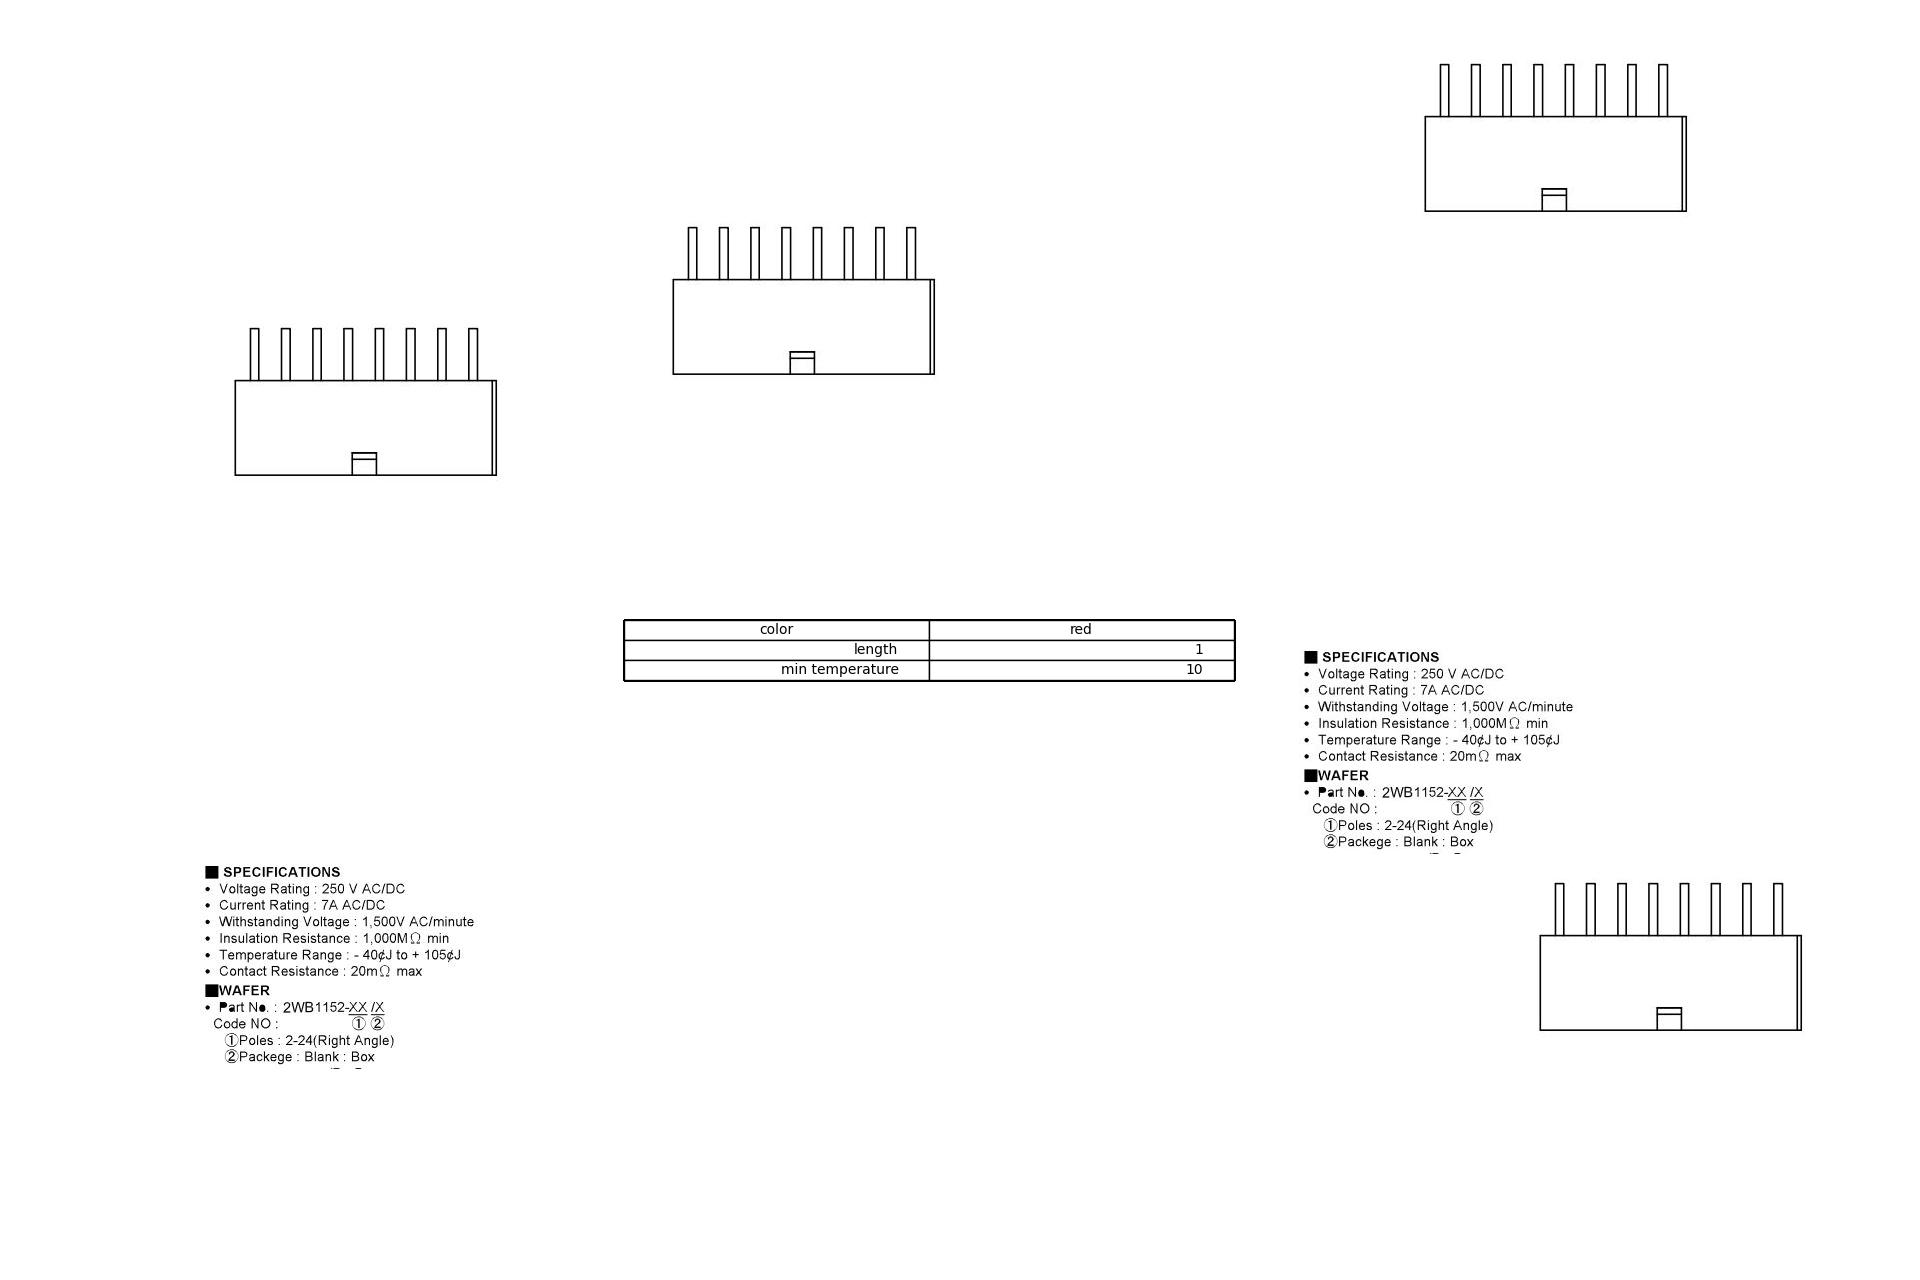 color red
length 1
min temperature 10
■ SPECIFICATIONS
• Voltage Rating : 250 V AC/DC
• Current Rating : 7A AC/DC
• Withstanding Voltage : 1,500V AC/minute
• Insulation Resistance : 1,000MΩ min
• Temperature Range : - 40¢J to + 105¢J
• Contact Resistance : 20mΩ max
■WAFER
• Part No. : 2WB1152-XX /X
Code NO : ① ②
①Poles : 2-24(Right Angle)
②Packege : Blank : Box
■ SPECIFICATIONS
• Voltage Rating : 250 V AC/DC
• Current Rating : 7A AC/DC
• Withstanding Voltage : 1,500V AC/minute
• Insulation Resistance : 1,000MΩ min
• Temperature Range : - 40¢J to + 105¢J
• Contact Resistance : 20mΩ max
■WAFER
• Part No. : 2WB1152-XX /X
Code NO : ① ②
①Poles : 2-24(Right Angle)
②Packege : Blank : Box